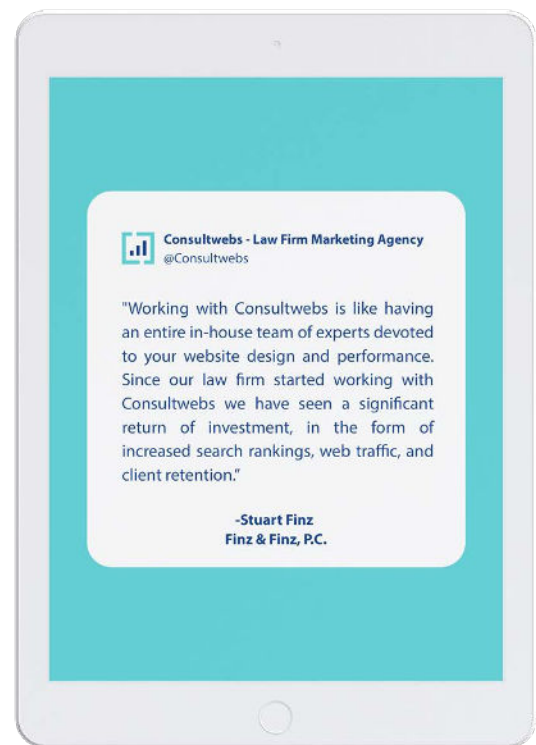 Consultwebs - Law Firm Marketing Agency
@Consultwebs
"Working with Consultwebs is like having
an entire in-house team of experts devoted
to your website design and performance.
Since our law firm started working with
Consultwebs we have seen a significant
return of investment, in the form of
increased search rankings, web traffic, and
client retention."
-Stuart Finz
Finz & Finz, P.C.